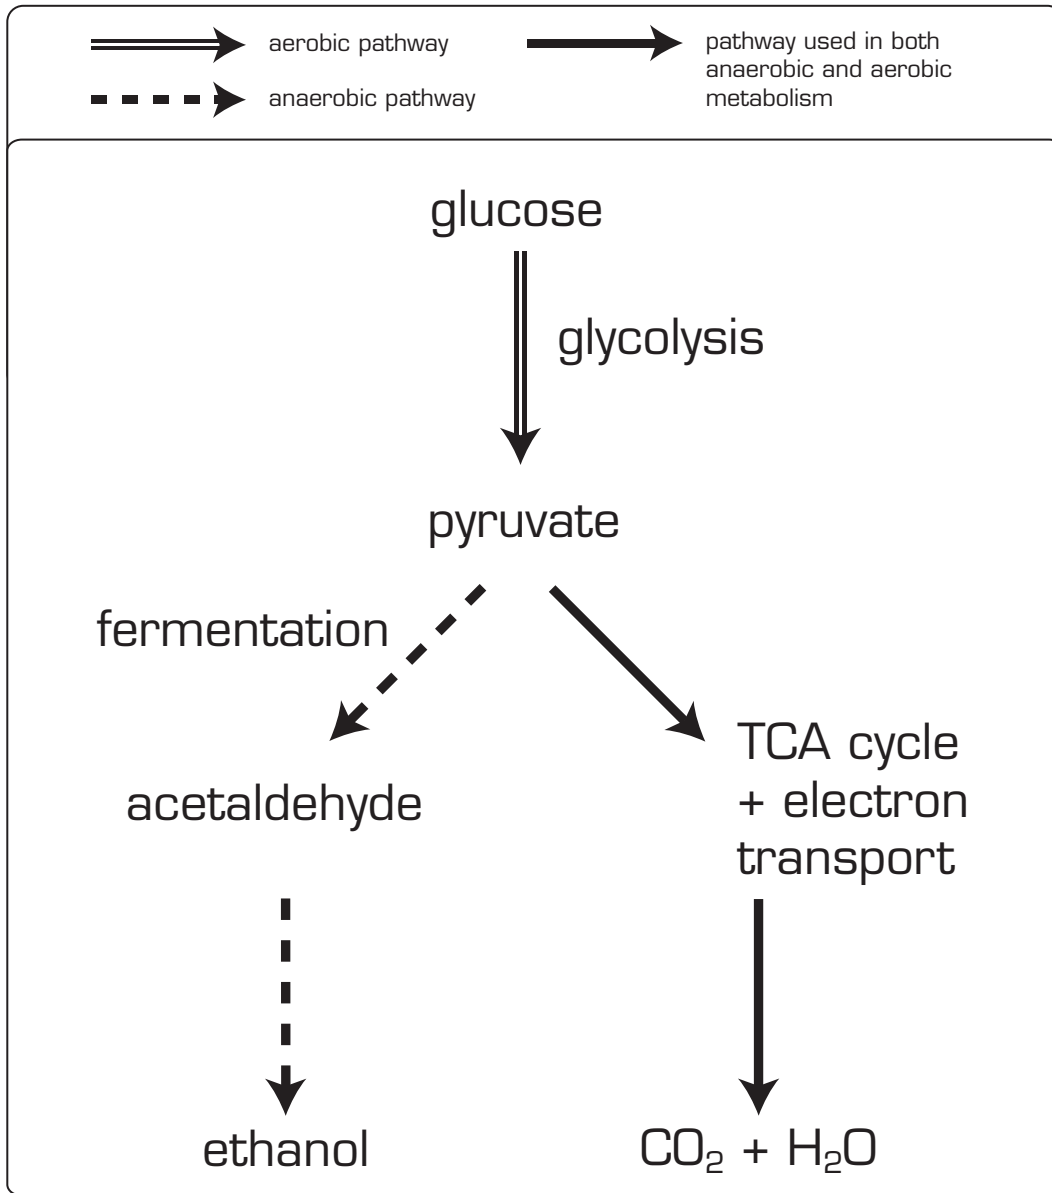 aerobic pathway
anaerobic pathway
pathway used in both
anaerobic and aerobic
metabolism
glucose
glycolysis
pyruvate
fermentation
TCA cycle
+ electron
transport
acetaldehyde
ethanol
CO₂ + H₂O